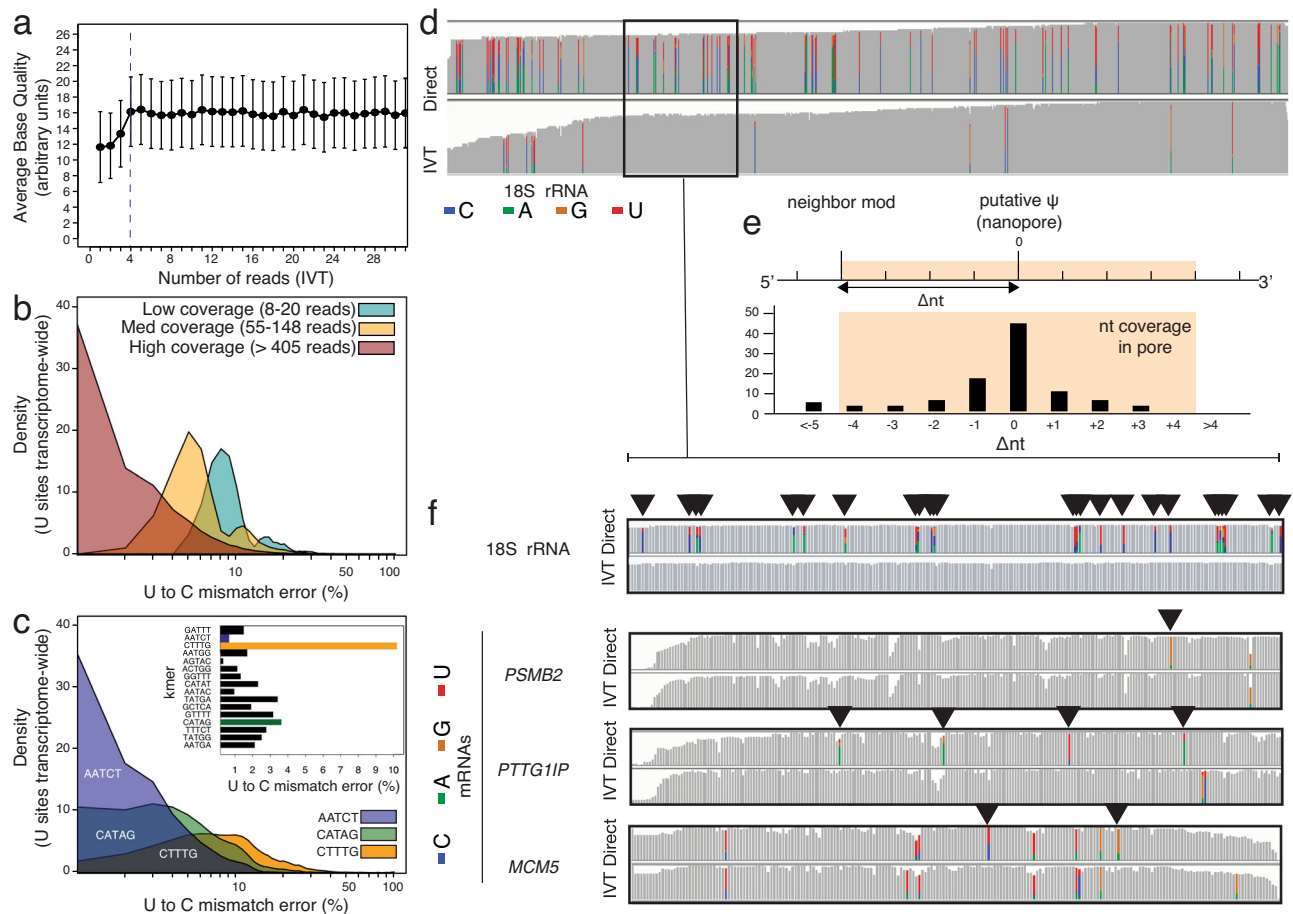 a
Average Base Quality
(arbitrary units)
26
24
22
20
18
16
14
12
10
8
6
4
2
0
0 4 8 12 16 20 24 28
Number of reads (IVT)
b
Density
(U sites transcriptome-wide)
40
30
20
10
0
Low coverage (8-20 reads)
Med coverage (55-148 reads)
High coverage (> 405 reads)
10 50 100
U to C mismatch error (%)
c
Density
(U sites transcriptome-wide)
40
30
20
10
0
AATCT
CATAG
CTTTG
kmer
GATTT
AATCT
CTTTG
AATGG
AGTAC
ACTGG
GGTTT
CATAT
AATAC
TATGA
GCTCA
GTTTT
CATAG
TTTCT
TATGG
AATGA
1 2 3 4 5 6 7 8 9 10
U to C mismatch error (%)
AATCT
CATAG
CTTTG
10 50 100
U to C mismatch error (%)
d
Direct
IVT
18S rRNA
C A G U
e
neighbor mod
putative ψ
(nanopore)
0
5'
3'
Δnt
50
40
30
20
10
0
nt coverage
in pore
<-5 -4 -3 -2 -1 0 +1 +2 +3 +4 >4
Δnt
f
18S rRNA
IVT Direct
mRNAs
C A G U
PSMB2
IVT Direct
PTTG1IP
IVT Direct
MCM5
IVT Direct